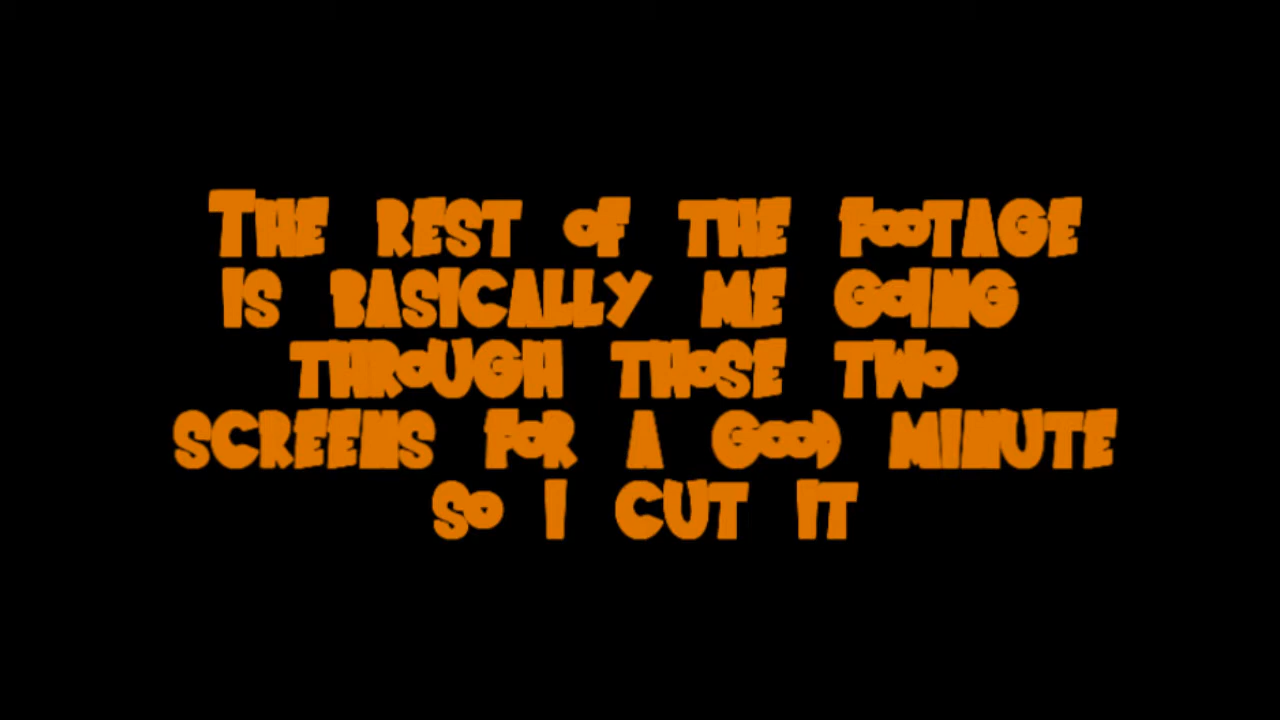 The rest of the footage
is basically me going
through those two
screens for a good minute
so I cut it